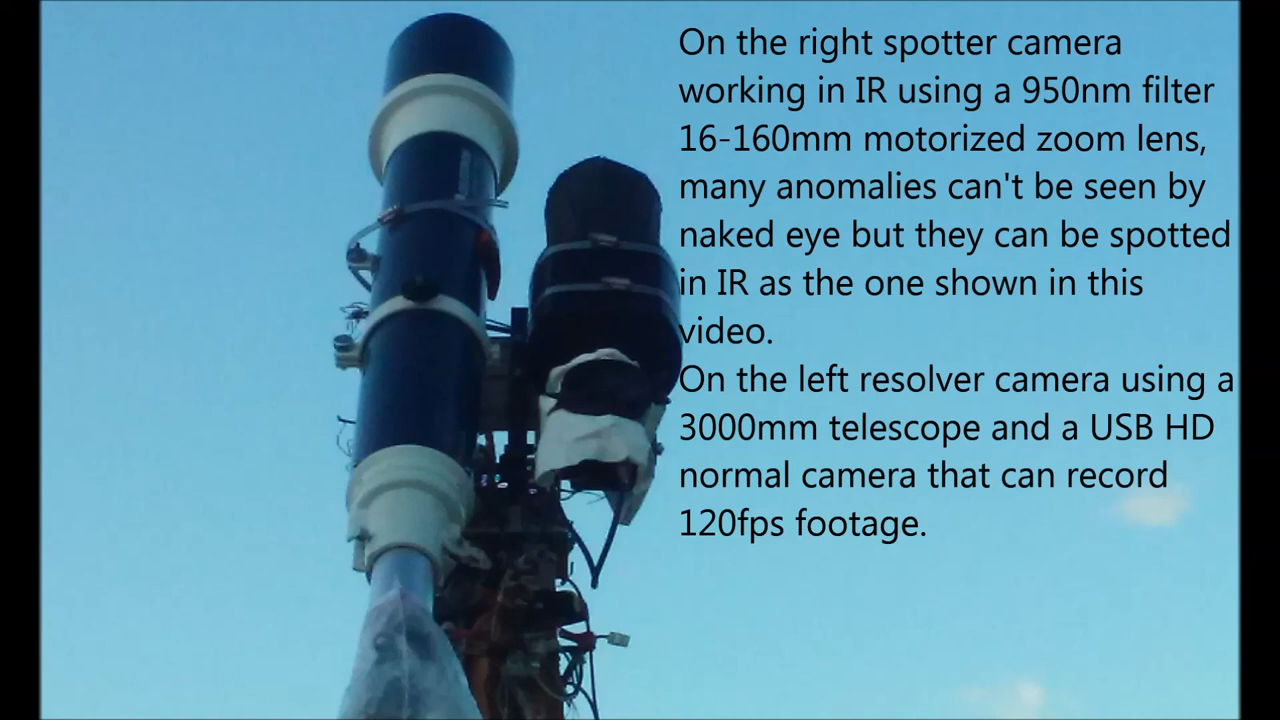 On the right spotter camera
working in IR using a 950nm filter
16-160mm motorized zoom lens,
many anomalies can't be seen by
naked eye but they can be spotted
in IR as the one shown in this
video.
On the left resolver camera using a
3000mm telescope and a USB HD
normal camera that can record
120fps footage.